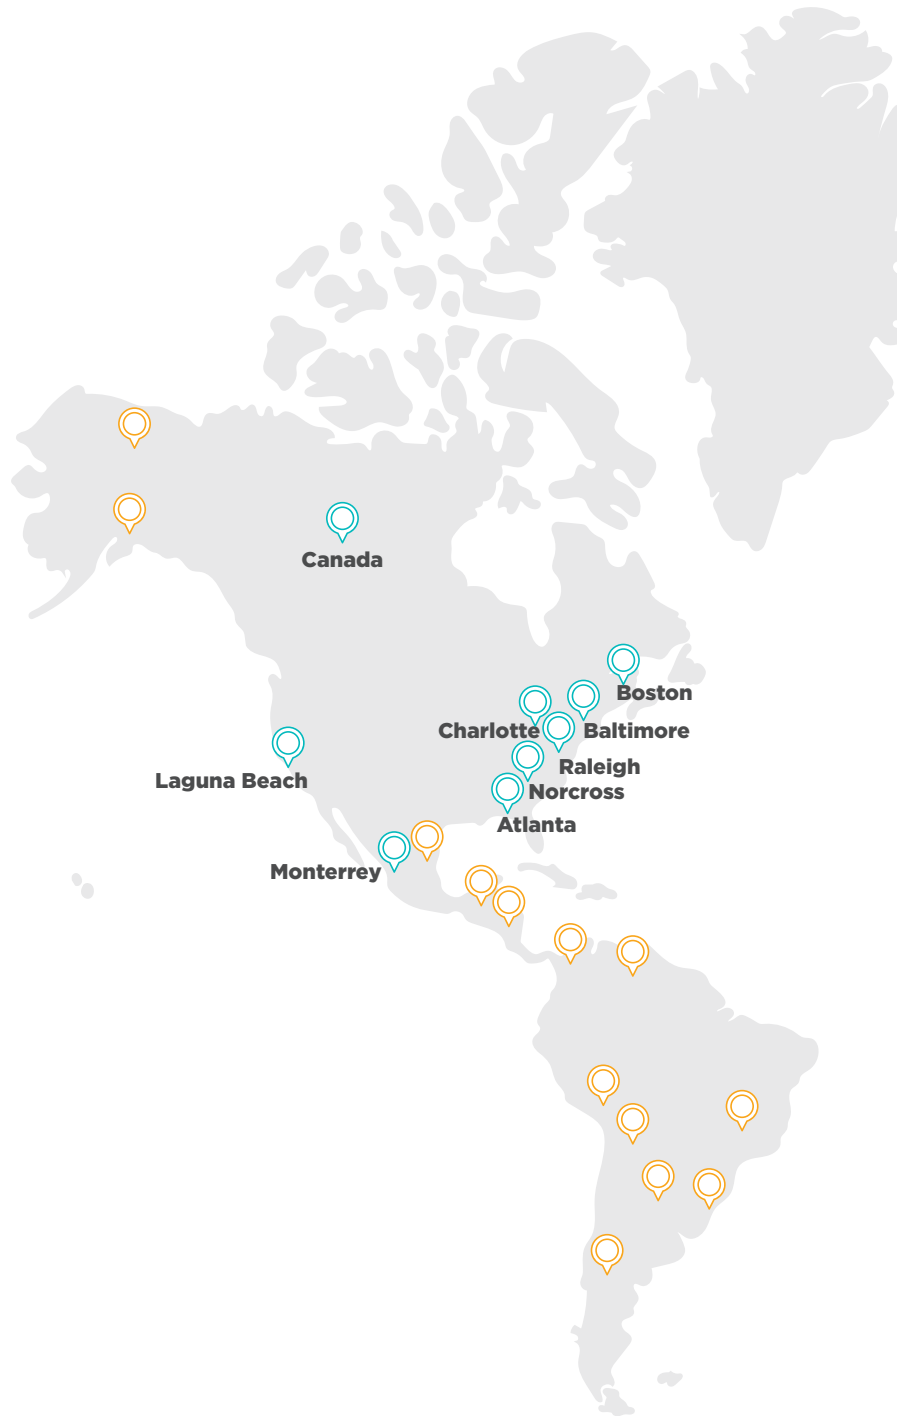 Canada
Boston
Charlotte
Baltimore
Raleigh
Laguna Beach
Norcross
Atlanta
Monterrey